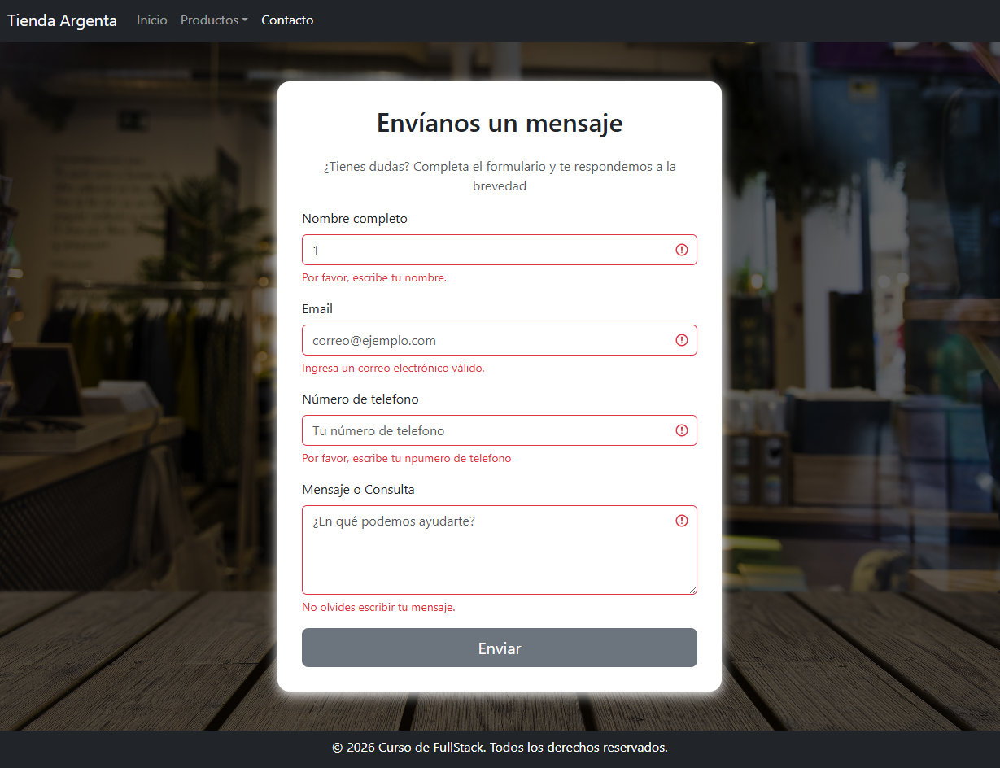 Tienda Argenta Inicio Productos Contacto
Envíanos un mensaje
¿Tienes dudas? Completa el formulario y te respondemos a la
brevedad
Nombre completo
1
Por favor, escribe tu nombre.
Email
correo@ejemplo.com
Ingresa un correo electrónico válido.
Número de telefono
Tu número de telefono
Por favor, escribe tu npumero de telefono
Mensaje o Consulta
¿En qué podemos ayudarte?
No olvides escribir tu mensaje.
Enviar
© 2026 Curso de FullStack. Todos los derechos reservados.